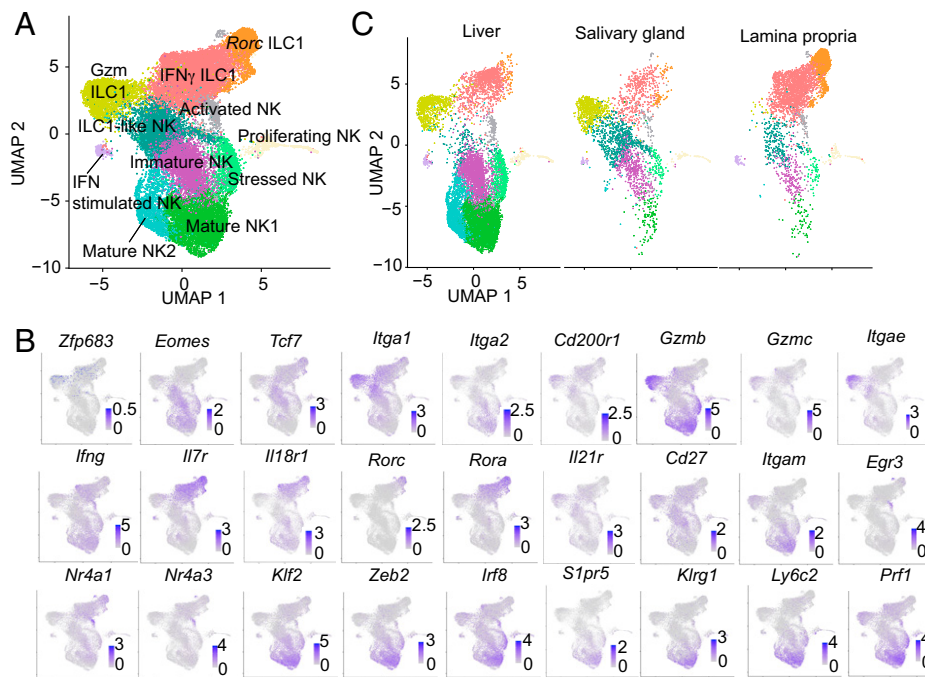 A
C
Liver
Salivary gland
Lamina propria
Rorc ILC1
IFNγ ILC1
Gzm
ILC1
Activated NK
ILC1-like NK
Proliferating NK
Immature NK
Stressed NK
IFN
stimulated NK
Mature NK1
Mature NK2
UMAP 2
5
0
−5
−10
−5 0 5
UMAP 1
UMAP 2
5
0
−5
−10
−5 0 5
UMAP 1
B
Zfp683 Eomes Tcf7 Itga1 Itga2 Cd200r1 Gzmb Gzmc Itgae
0.5 2 3 3 2.5 2.5 5 5 3
0 0 0 0 0 0 0 0 0
Ifng Il7r Il18r1 Rorc Rora Il21r Cd27 Itgam Egr3
5 3 3 2.5 3 3 2 2 4
0 0 0 0 0 0 0 0 0
Nr4a1 Nr4a3 Klf2 Zeb2 Irf8 S1pr5 Klrg1 Ly6c2 Prf1
3 4 5 3 4 2 3 4 4
0 0 0 0 0 0 0 0 0